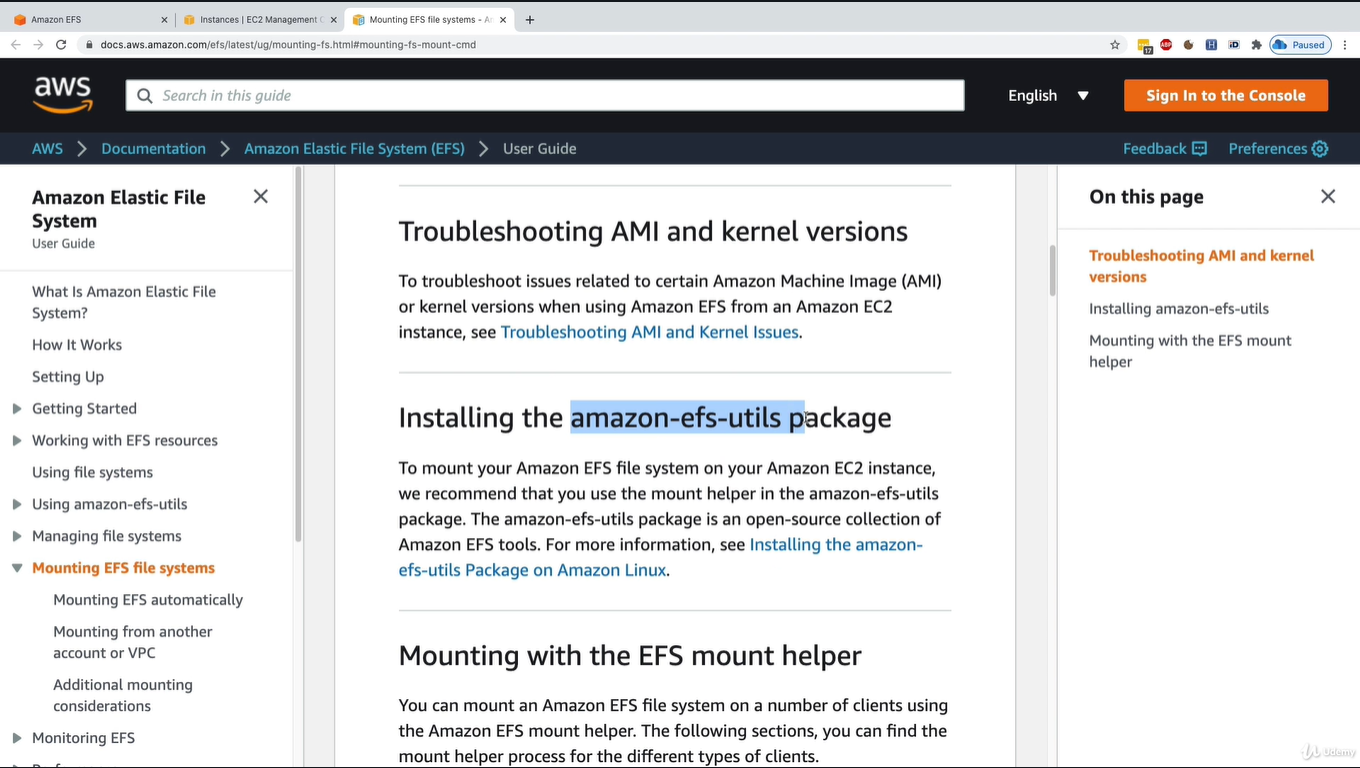 Amazon EFS
Instances | EC2 Management C
Mounting EFS file systems - A
docs.aws.amazon.com/efs/latest/ug/mounting-fs.html#mounting-fs-mount-cmd
17
ABP
H
iD
Paused
aws
Search in this guide
English
Sign In to the Console
AWS
Documentation
Amazon Elastic File System (EFS)
User Guide
Feedback
Preferences
Amazon Elastic File
System
User Guide
What Is Amazon Elastic File
System?
How It Works
Setting Up
Getting Started
Working with EFS resources
Using file systems
Using amazon-efs-utils
Managing file systems
Mounting EFS file systems
Mounting EFS automatically
Mounting from another
account or VPC
Additional mounting
considerations
Monitoring EFS
Troubleshooting AMI and kernel versions
To troubleshoot issues related to certain Amazon Machine Image (AMI)
or kernel versions when using Amazon EFS from an Amazon EC2
instance, see Troubleshooting AMI and Kernel Issues.
Installing the amazon-efs-utils package
To mount your Amazon EFS file system on your Amazon EC2 instance,
we recommend that you use the mount helper in the amazon-efs-utils
package. The amazon-efs-utils package is an open-source collection of
Amazon EFS tools. For more information, see Installing the amazon-
efs-utils Package on Amazon Linux.
Mounting with the EFS mount helper
You can mount an Amazon EFS file system on a number of clients using
the Amazon EFS mount helper. The following sections, you can find the
mount helper process for the different types of clients.
On this page
Troubleshooting AMI and kernel
versions
Installing amazon-efs-utils
Mounting with the EFS mount
helper
Udemy